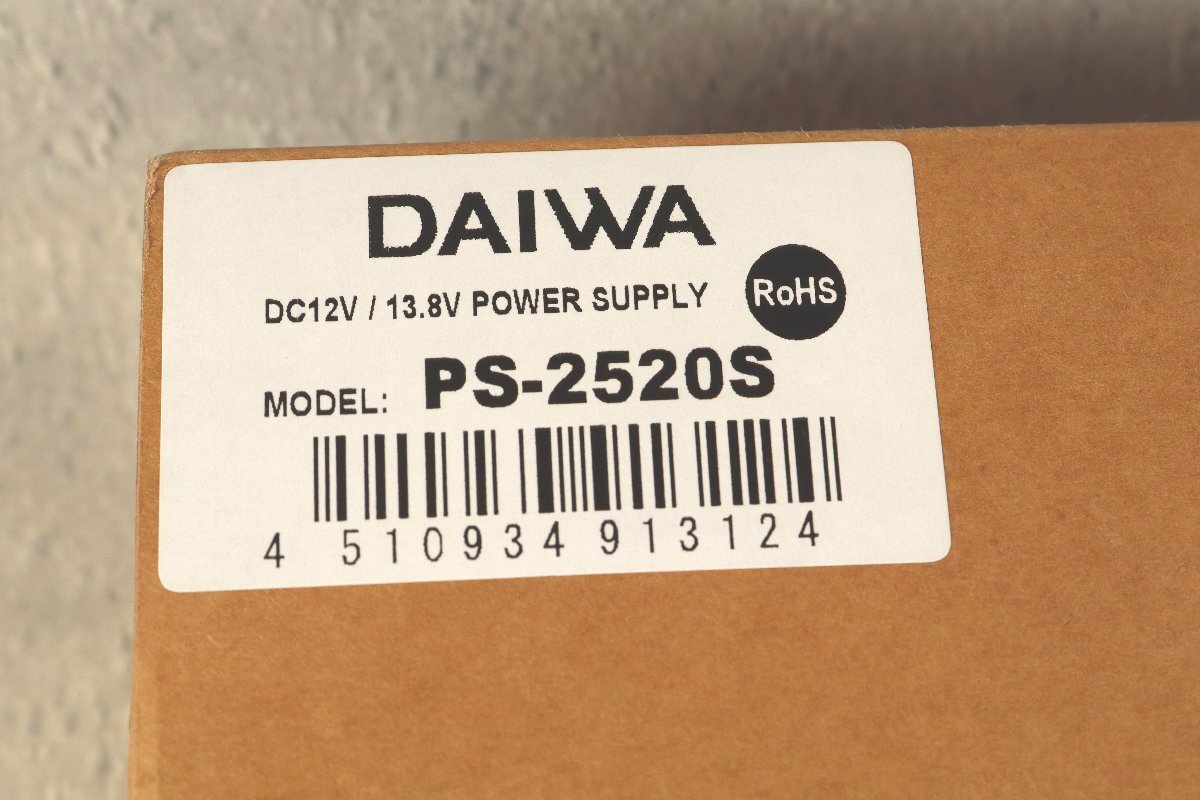 DAIWA
DC12V / 13.8V POWER SUPPLY
RoHS
MODEL: PS-2520S
4 510934 913124